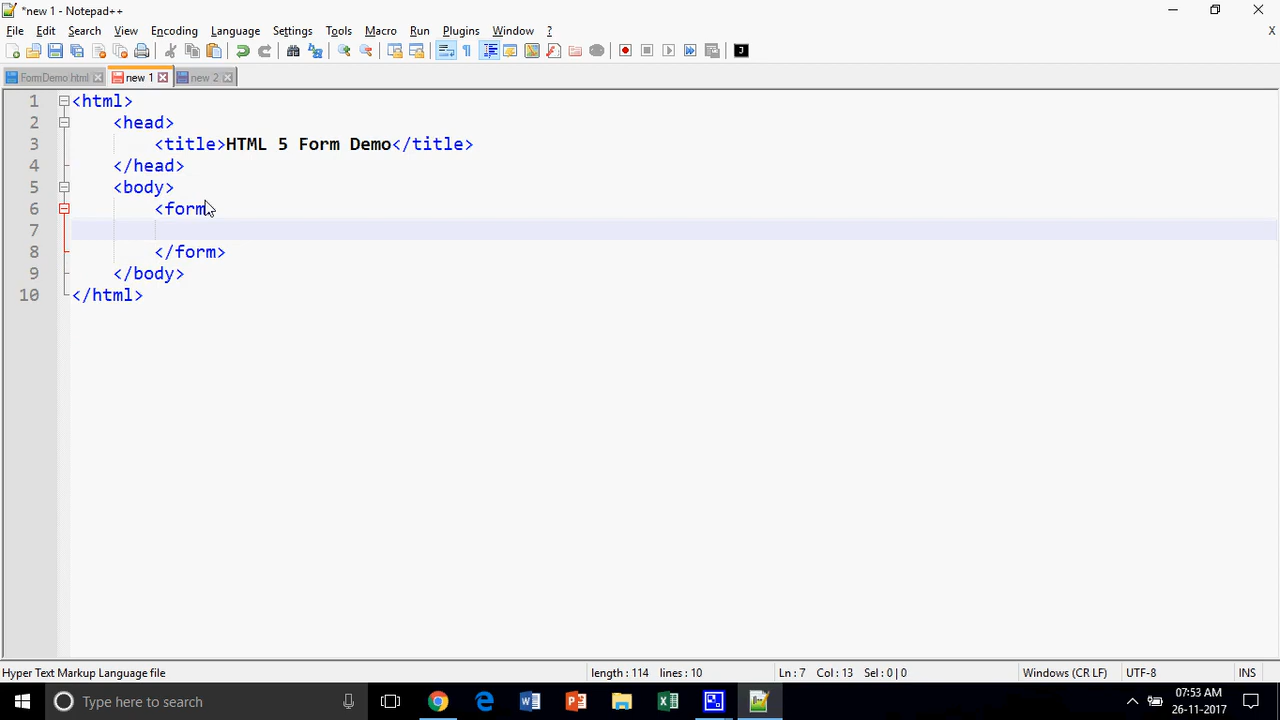 *new 1 - Notepad++
File Edit Search View Encoding Language Settings Tools Macro Run Plugins Window ? X
FormDemo html new 1 new 2
1 <html>
2 <head>
3 <title>HTML 5 Form Demo</title>
4 </head>
5 <body>
6 <form
7
8 </form>
9 </body>
10 </html>
Hyper Text Markup Language file length : 114 lines : 10 Ln : 7 Col : 13 Sel : 0 | 0 Windows (CR LF) UTF-8 INS
Type here to search
07:53 AM
26-11-2017